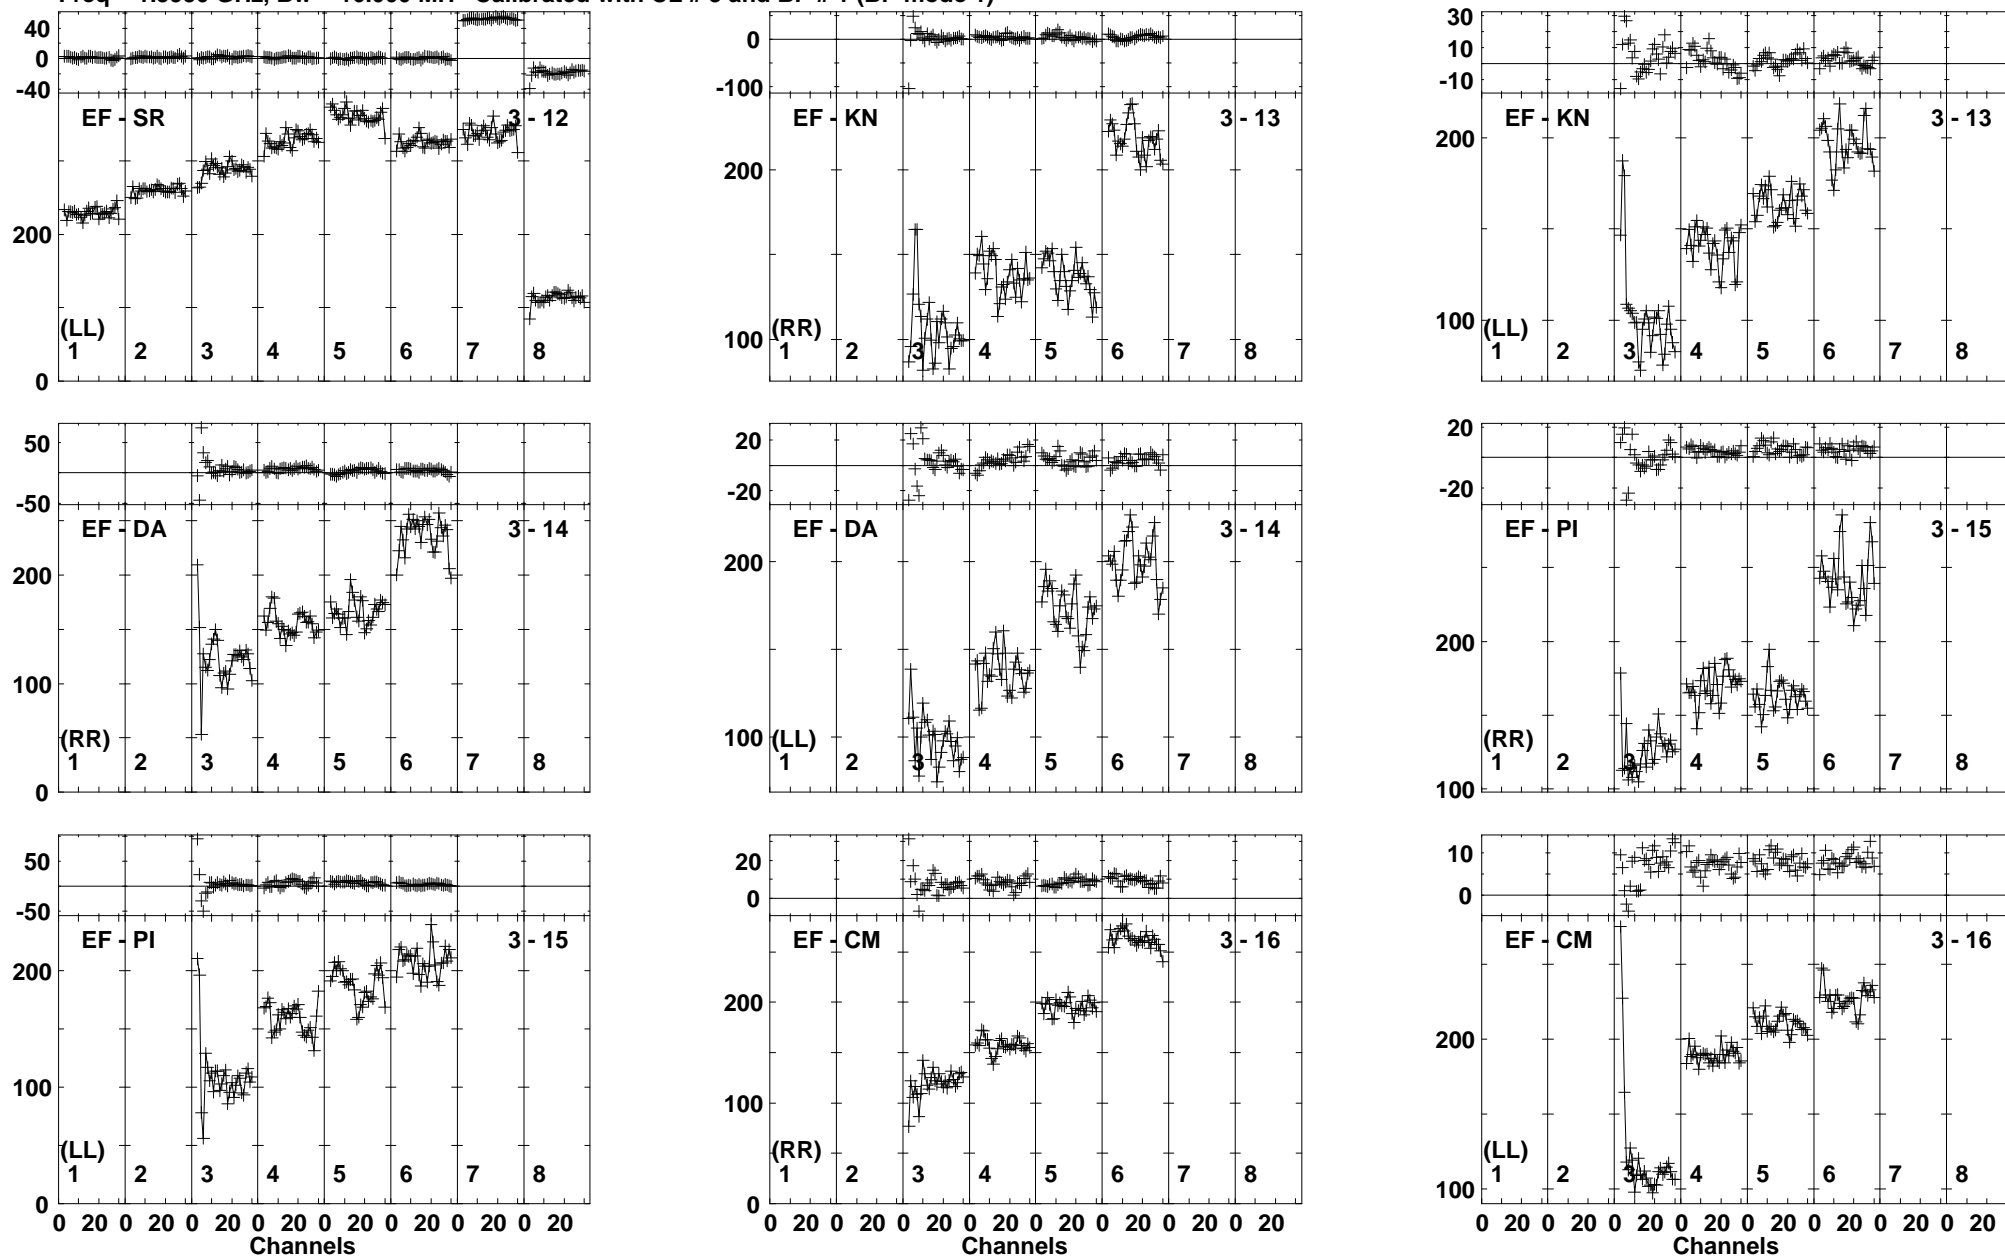 40 0 -40
EF - SR 3 - 12
200 0
(LL)
1 2 3 4 5 6 7 8
0 -100
EF - KN 3 - 13
200 100
(RR)
1 2 3 4 5 6 7 8
30 10 -10
EF - KN 3 - 13
200 100
(LL)
1 2 3 4 5 6 7 8
50 -50
EF - DA 3 - 14
200 100 0
(RR)
1 2 3 4 5 6 7 8
20 -20
EF - DA 3 - 14
200 100
(LL)
1 2 3 4 5 6 7 8
20 -20
EF - PI 3 - 15
200 100
(RR)
1 2 3 4 5 6 7 8
50 -50
EF - PI 3 - 15
200 100 0
(LL)
1 2 3 4 5 6 7 8
0 20 0 20 0 20 0 20 0 20 0 20 0 20 0 20
Channels
20 0
EF - CM 3 - 16
200 100 0
(RR)
1 2 3 4 5 6 7 8
0 20 0 20 0 20 0 20 0 20 0 20 0 20 0 20
Channels
10 0
EF - CM 3 - 16
200 100
(LL)
1 2 3 4 5 6 7 8
0 20 0 20 0 20 0 20 0 20 0 20 0 20 0 20
Channels